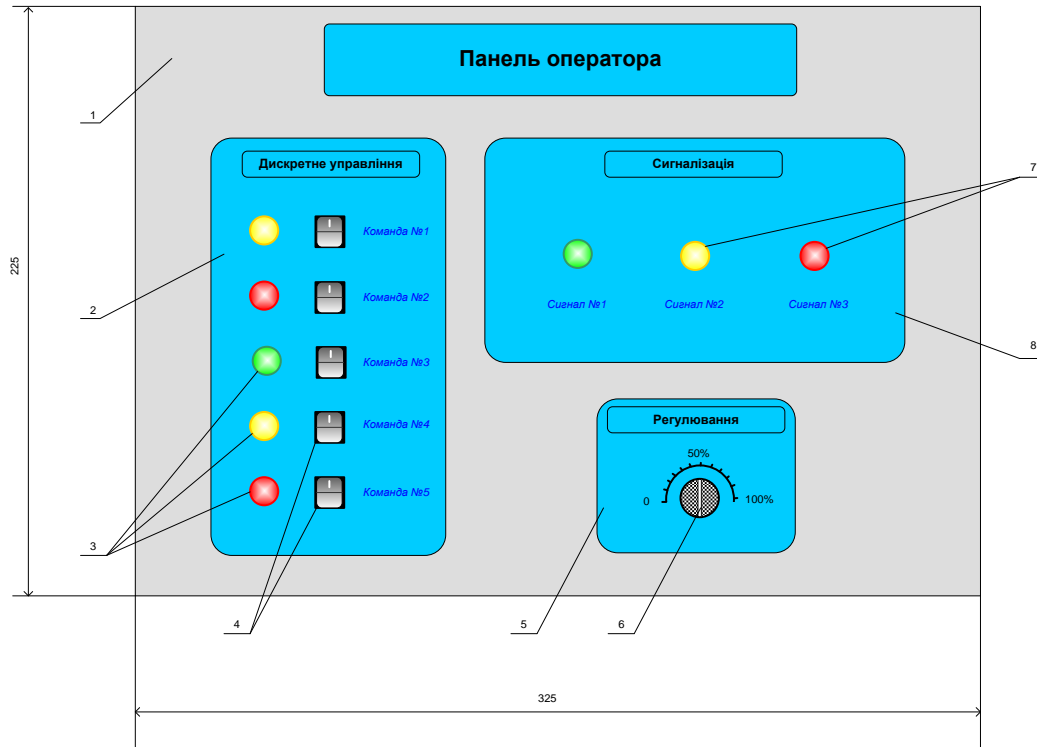 Панель оператора
1
Дискретне управління
Сигналізація
7
Команда №1
225
Команда №2
2
Сигнал №1
Сигнал №2
Сигнал №3
8
Команда №3
Регулювання
Команда №4
50%
0
100%
Команда №5
3
4
5
6
325